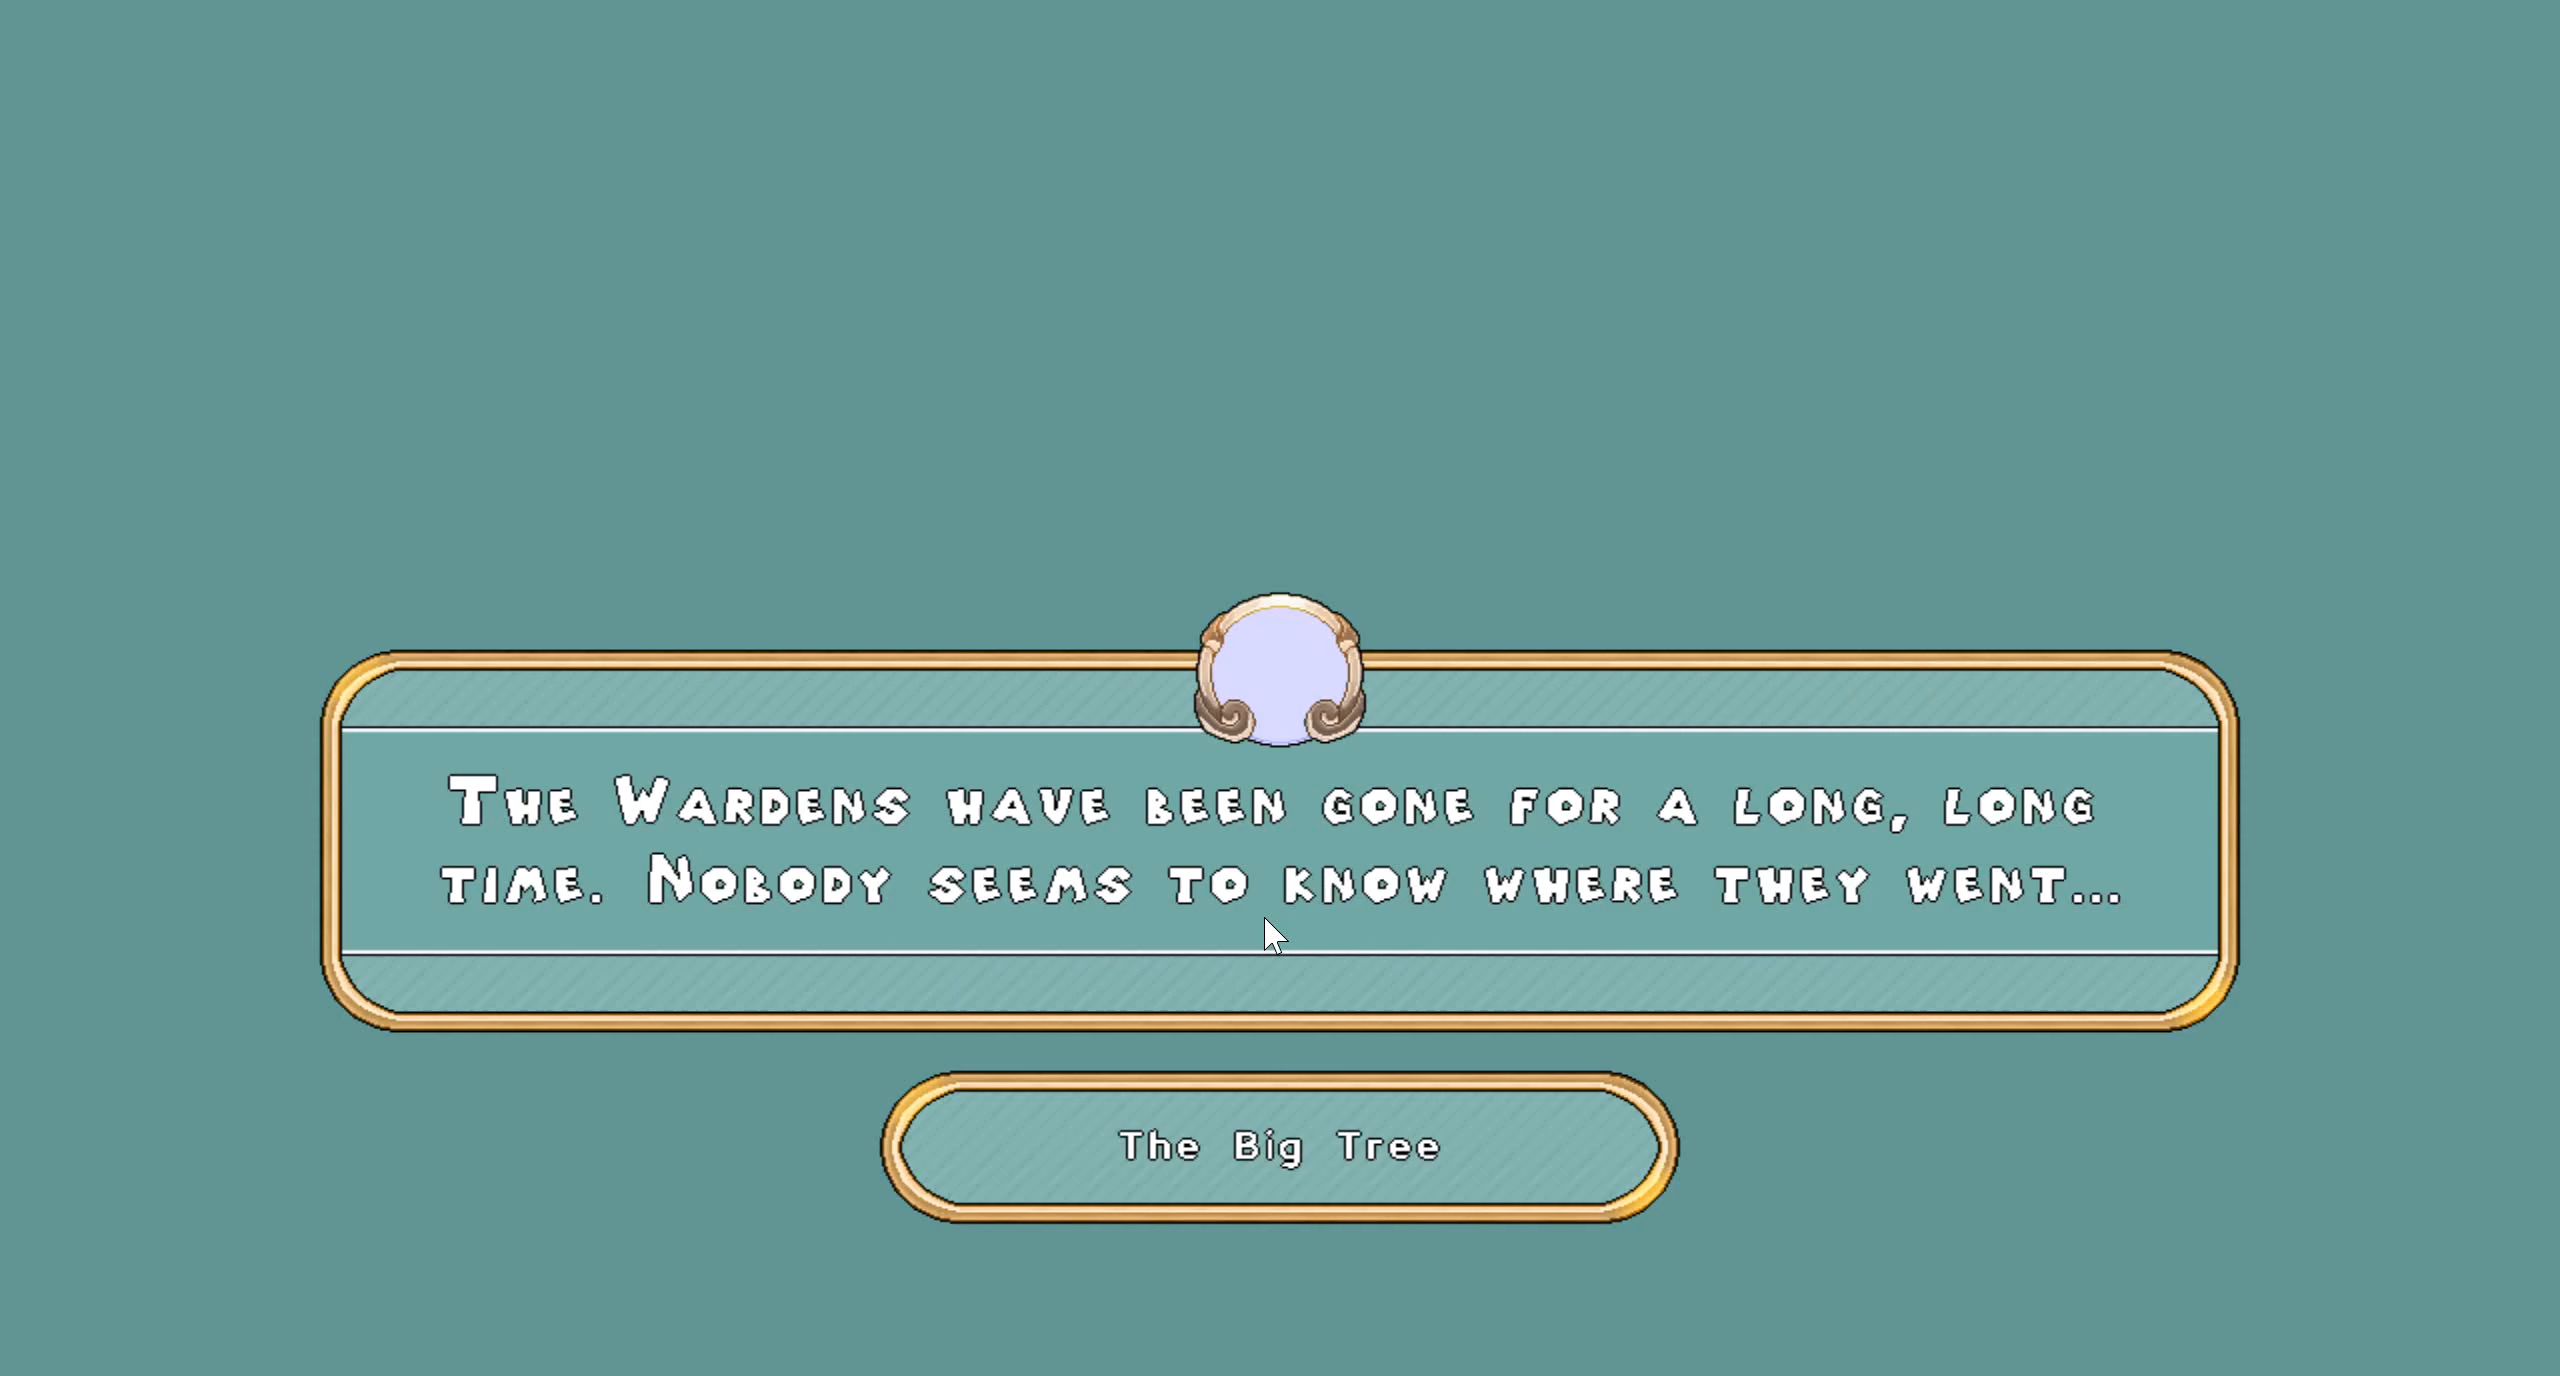 The Wardens have been gone for a long, long
time. Nobody seems to know where they went...
The Big Tree